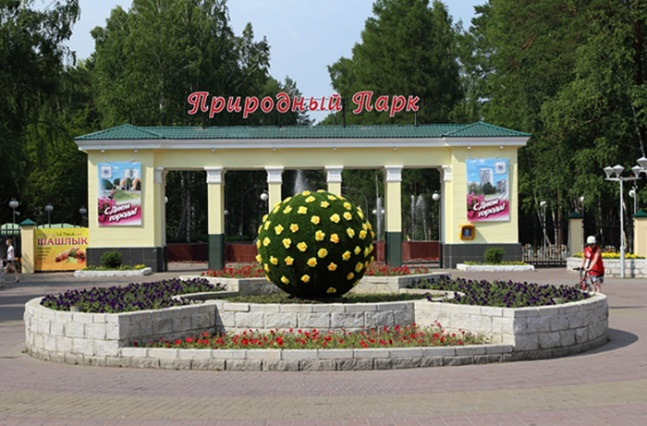 Природный Парк
С Днем
города!
С Днем
города!
ШАШЛЫК